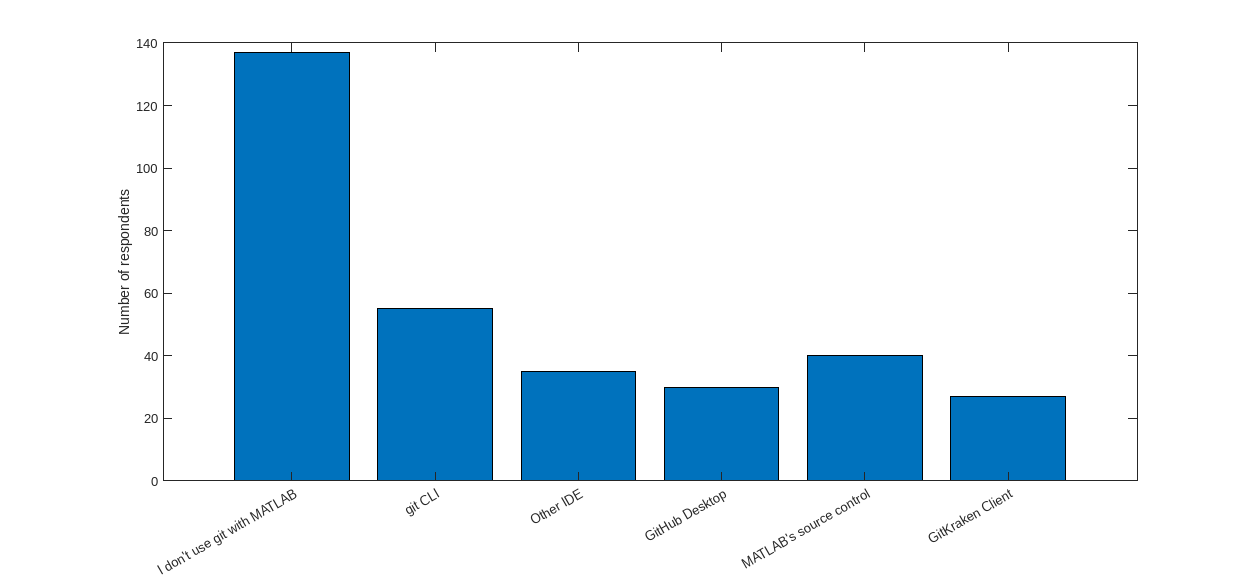 140
120
100
80
60
40
20
0
Number of respondents
I don't use git with MATLAB
git CLI
Other IDE
GitHub Desktop
MATLAB's source control
GitKraken Client